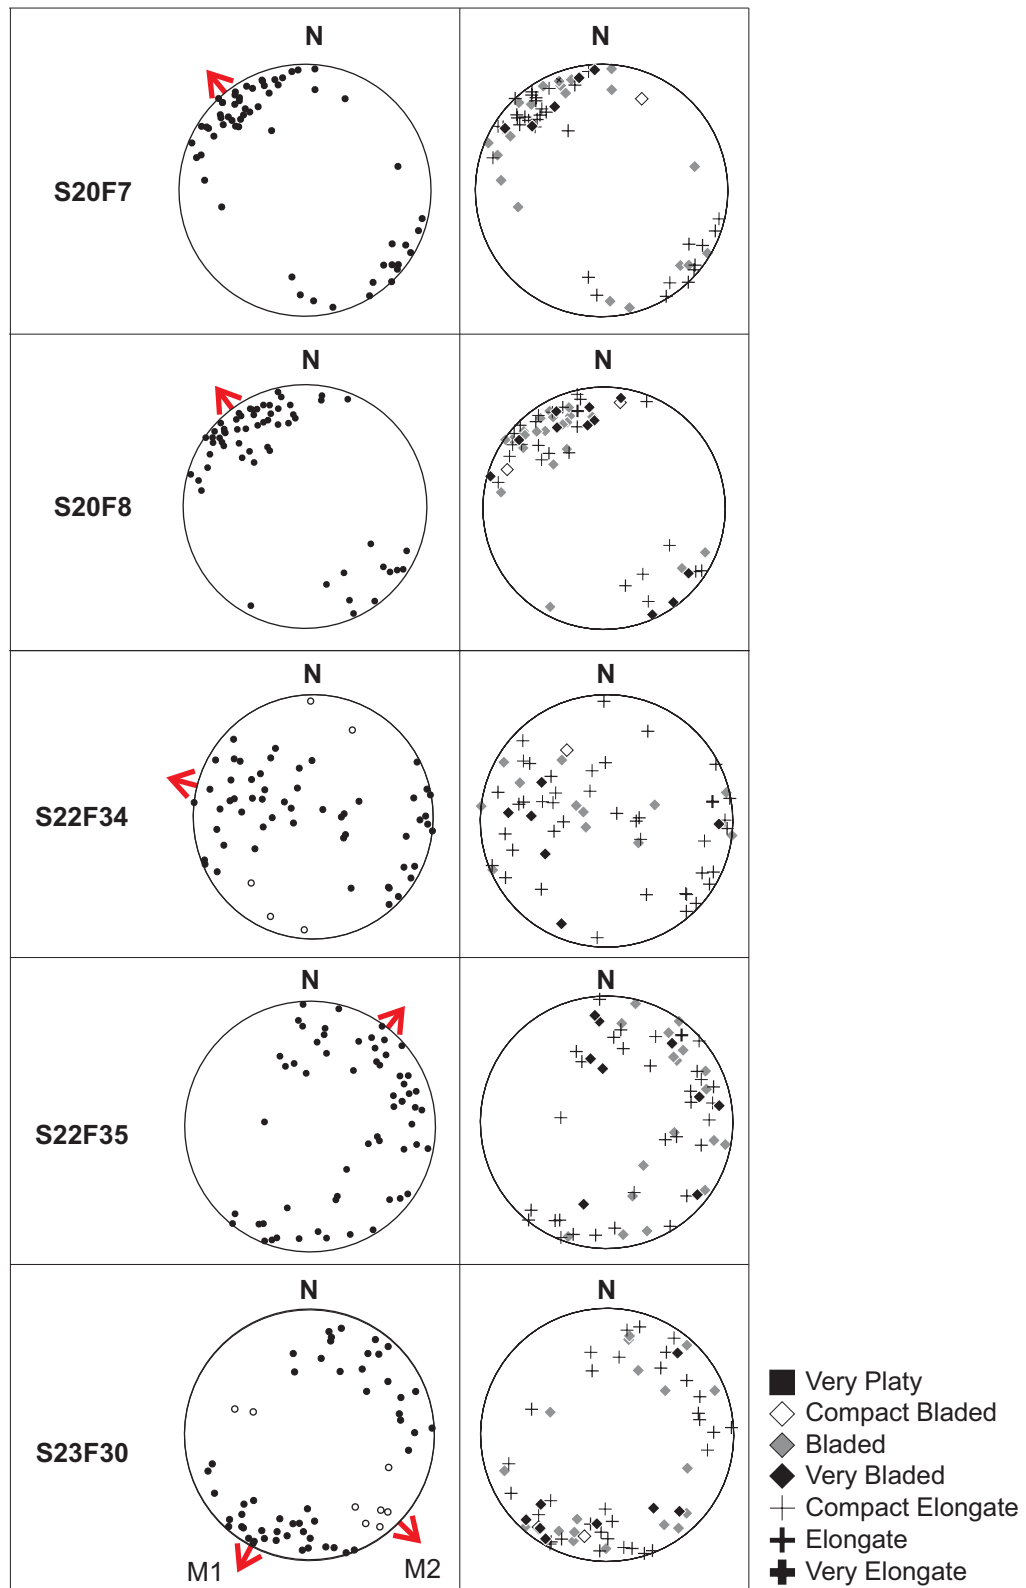 N N
S20F7
N N
S20F8
N N
S22F34
N N
S22F35
N N
S23F30
M1 M2
Very Platy
Compact Bladed
Bladed
Very Bladed
Compact Elongate
Elongate
Very Elongate